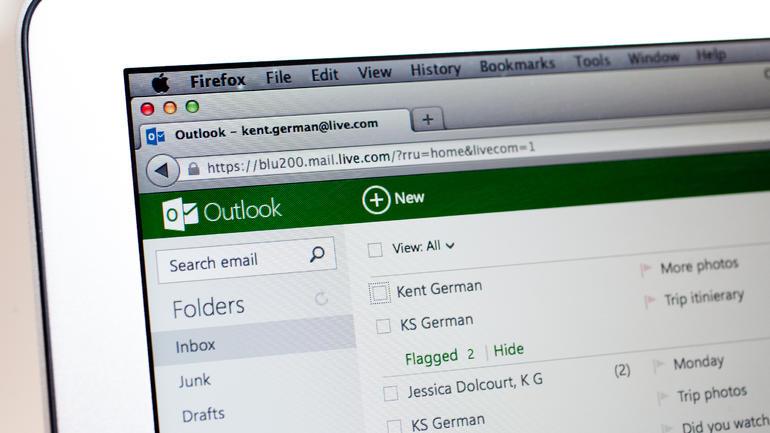 Firefox File Edit View History Bookmarks Tools Window Help
Outlook – kent.german@live.com
https://blu200.mail.live.com/?rru=home&livecom=1
Outlook
New
Search email
View: All
Folders
Inbox
Junk
Drafts
Kent German More photos
KS German Trip itinierary
Flagged 2 | Hide
Jessica Dolcourt, K G (2) Monday
KS German Trip photos
Did you watch